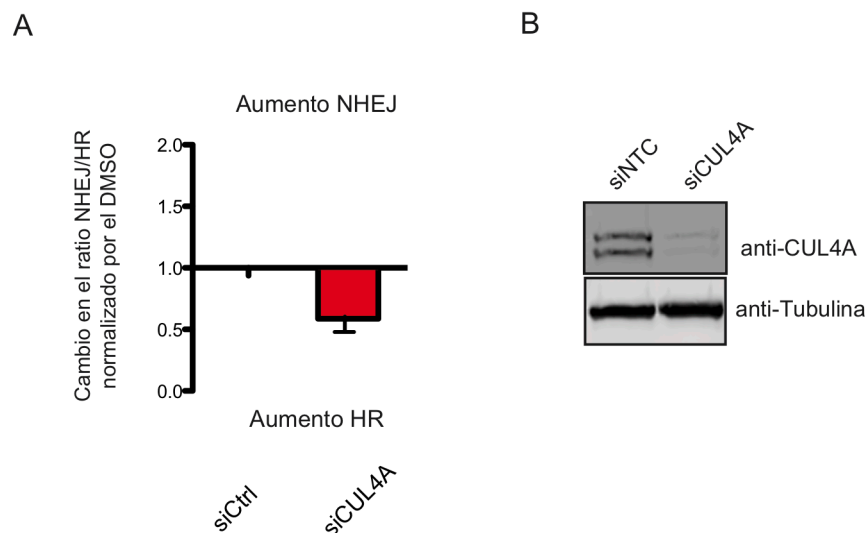 A
Aumento NHEJ
Cambio en el ratio NHEJ/HR
normalizado por el DMSO
2.0
1.5
1.0
0.5
0.0
Aumento HR
siCtrl
siCUL4A
B
siNTC
siCUL4A
anti-CUL4A
anti-Tubulina